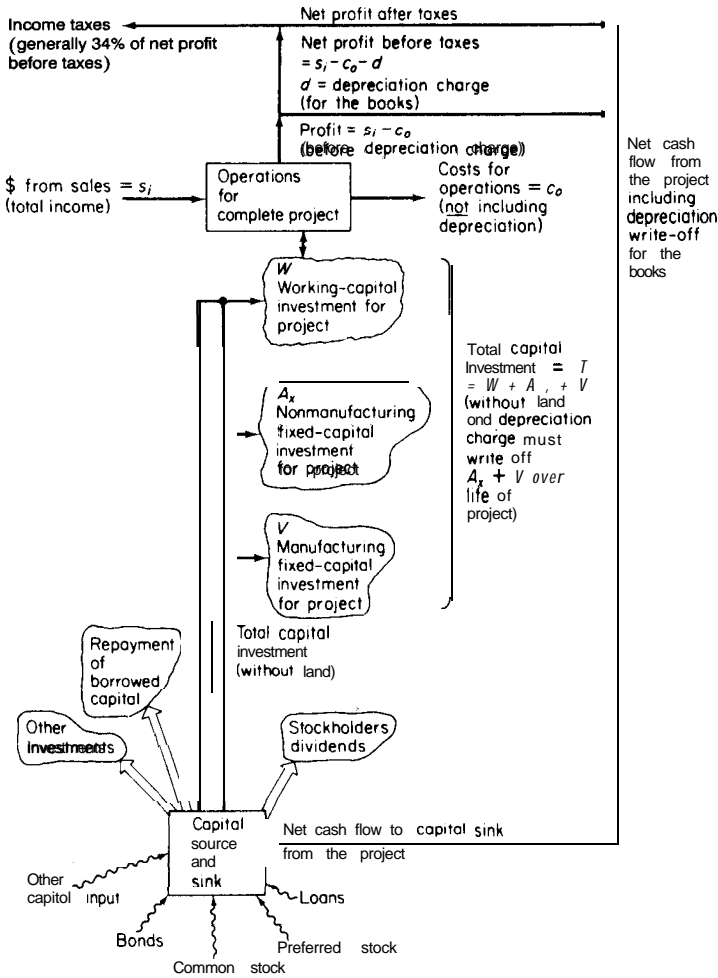 Net profit after taxes
Income taxes
(generally 34% of net profit
before taxes)
Net profit before taxes
= si – co – d
d = depreciation charge
(for the books)
Profit = si – co
(before depreciation charge)
$ from sales = si
(total income)
Operations
for
complete project
Costs for
operations = co
(not including
depreciation)
Net cash
flow from
the project
including
depreciation
write-off
for the
books
W
Working-capital
investment for
project
Ax
Nonmanufacturing
fixed-capital
investment
for project
V
Manufacturing
fixed-capital
investment
for project
Total capital
Investment = T
= W + A , + V
(without land
ond depreciation
charge must
write off
Ax + V over
life of
project)
Total capital
investment
(without land)
Repayment
of
borrowed
capital
Other
investments
Stockholders
dividends
Capital
source
and
sink
Net cash flow to capital sink
from the project
Other
capitol input
Loans
Bonds
Preferred stock
Common stock